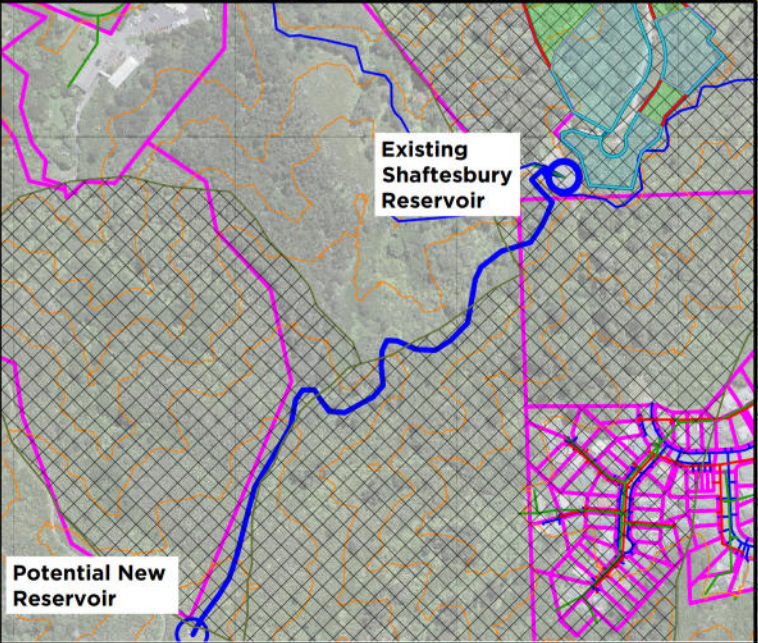 Existing
Shaftesbury
Reservoir
Potential New
Reservoir